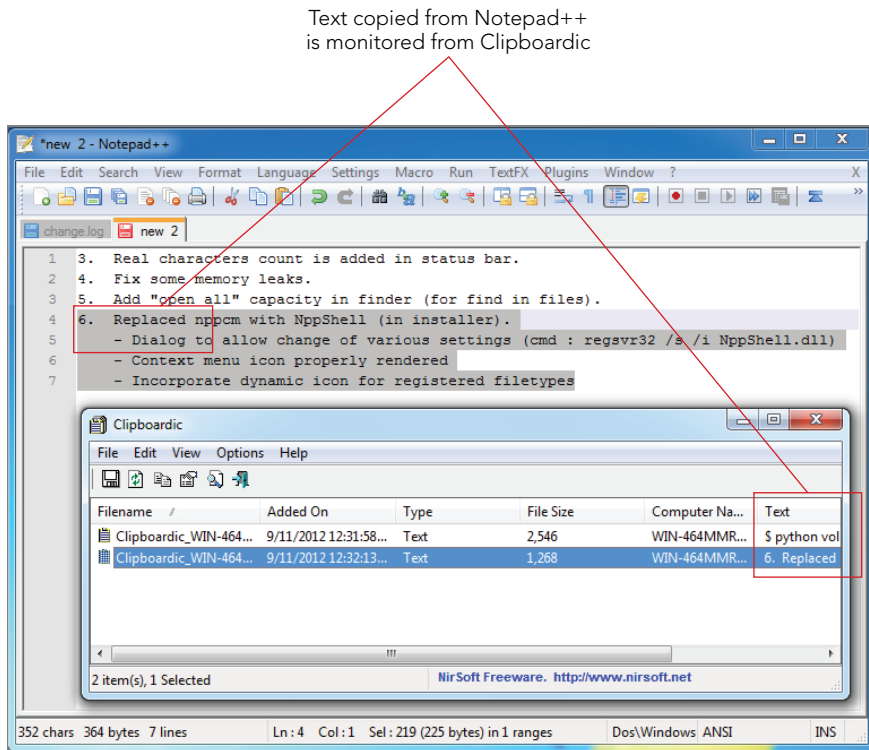 Text copied from Notepad++
is monitored from Clipboardic
*new 2 - Notepad++
File Edit Search View Format Language Settings Macro Run TextFX Plugins Window ? X
change.log new 2
1 3. Real characters count is added in status bar.
2 4. Fix some memory leaks.
3 5. Add "open all" capacity in finder (for find in files).
4 6. Replaced nppcm with NppShell (in installer).
5 - Dialog to allow change of various settings (cmd : regsvr32 /s /i NppShell.dll)
6 - Context menu icon properly rendered
7 - Incorporate dynamic icon for registered filetypes
Clipboardic
File Edit View Options Help
Filename / Added On Type File Size Computer Na... Text
Clipboardic_WIN-464... 9/11/2012 12:31:58... Text 2,546 WIN-464MMR... $ python vol
Clipboardic_WIN-464... 9/11/2012 12:32:13... Text 1,268 WIN-464MMR... 6. Replaced
2 item(s), 1 Selected NirSoft Freeware. http://www.nirsoft.net
352 chars 364 bytes 7 lines Ln : 4 Col : 1 Sel : 219 (225 bytes) in 1 ranges Dos\Windows ANSI INS